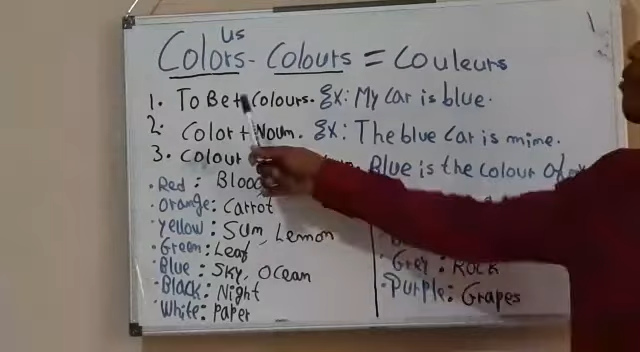 us
Colors - Colours = Couleurs
1. To Be + Colours. Ex: My Car is blue.
2. Color + Noun. Ex: The blue Car is mine.
3. Colour Blue is the colour Of
• Red: Blood
• Orange: Carrot
• Yellow: Sum, Lemon
• Green: Leaf
• Blue: Sky, Ocean
• Black: Night
• White: Paper
• Grey: Rock
• Purple: Grapes